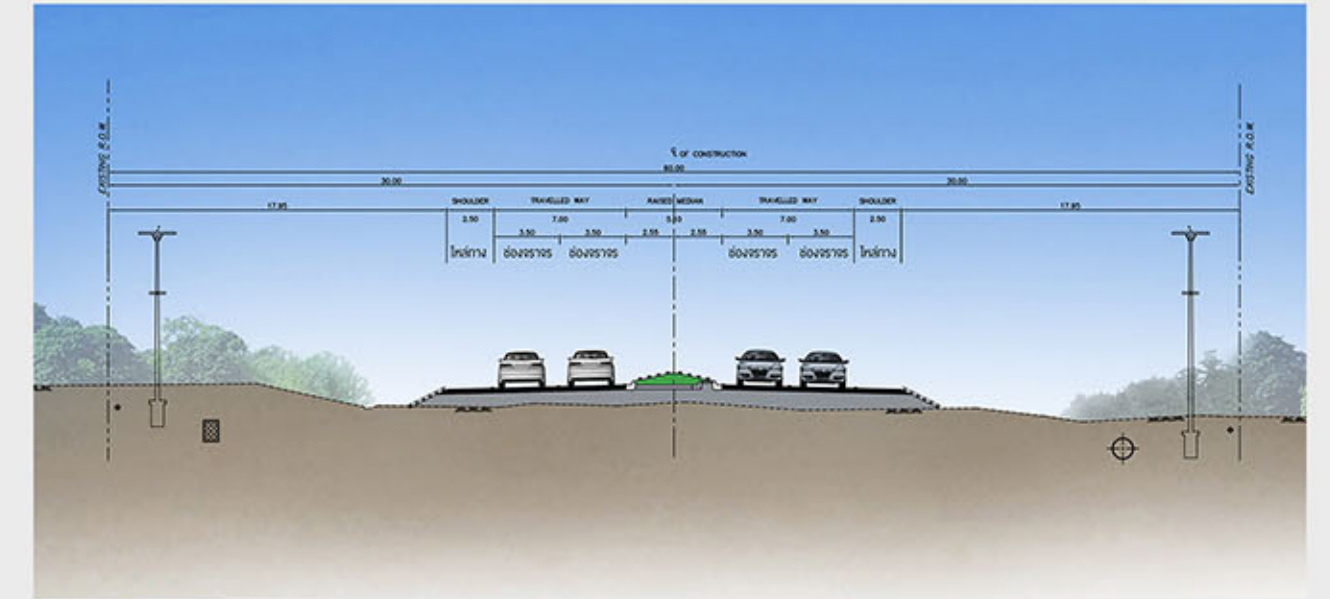 EXISTING R.O.W.
EXISTING R.O.W.
℄ OF CONSTRUCTION
60.00
30.00 30.00
17.95 SHOULDER TRAVELLED WAY RAISED MEDIAN TRAVELLED WAY SHOULDER 17.95
2.50 7.00 5.10 7.00 2.50
3.50 3.50 2.55 2.55 3.50 3.50
ไหล่ทาง ช่องจราจร ช่องจราจร ช่องจราจร ช่องจราจร ไหล่ทาง